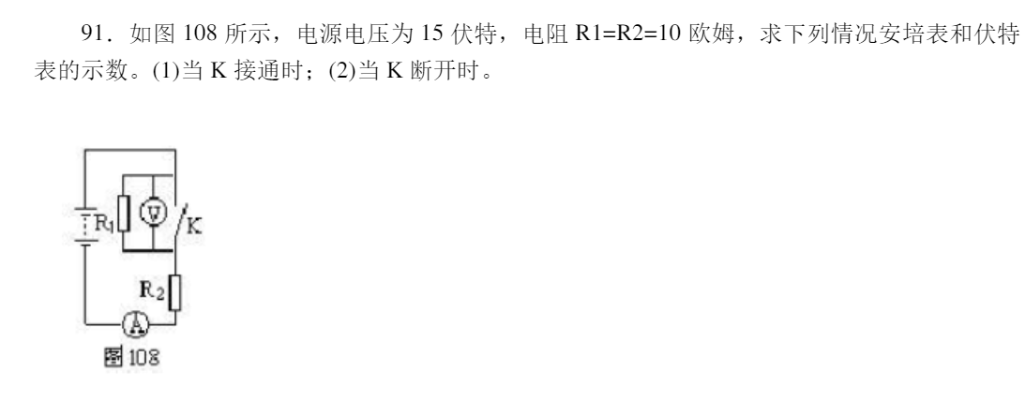 91．如图 108 所示，电源电压为 15 伏特，电阻 R1=R2=10 欧姆，求下列情况安培表和伏特
表的示数。(1)当 K 接通时；(2)当 K 断开时。
R₁
V
K
R₂
A
图 108